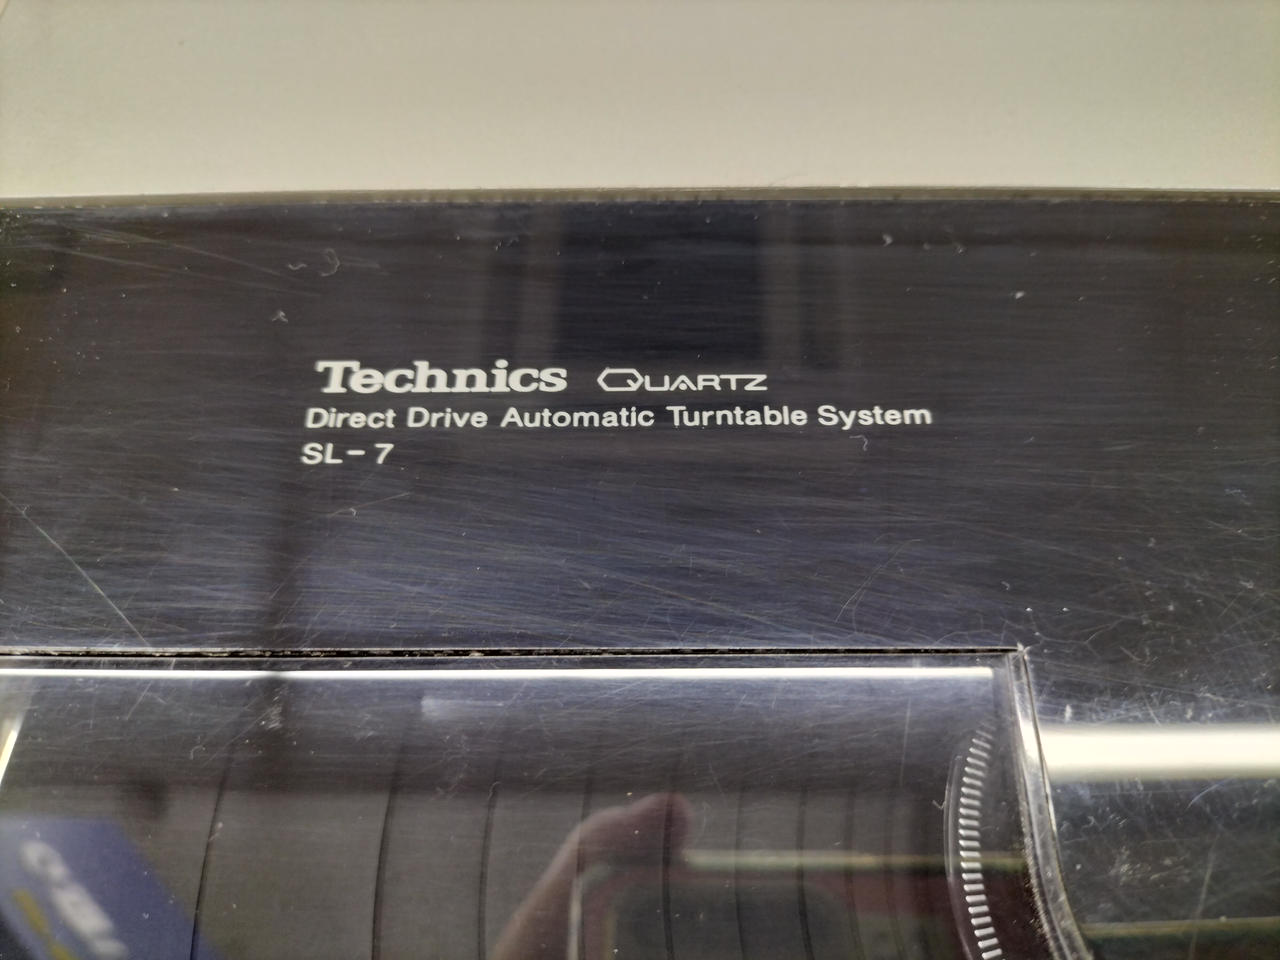 Technics QUARTZ
Direct Drive Automatic Turntable System
SL-7